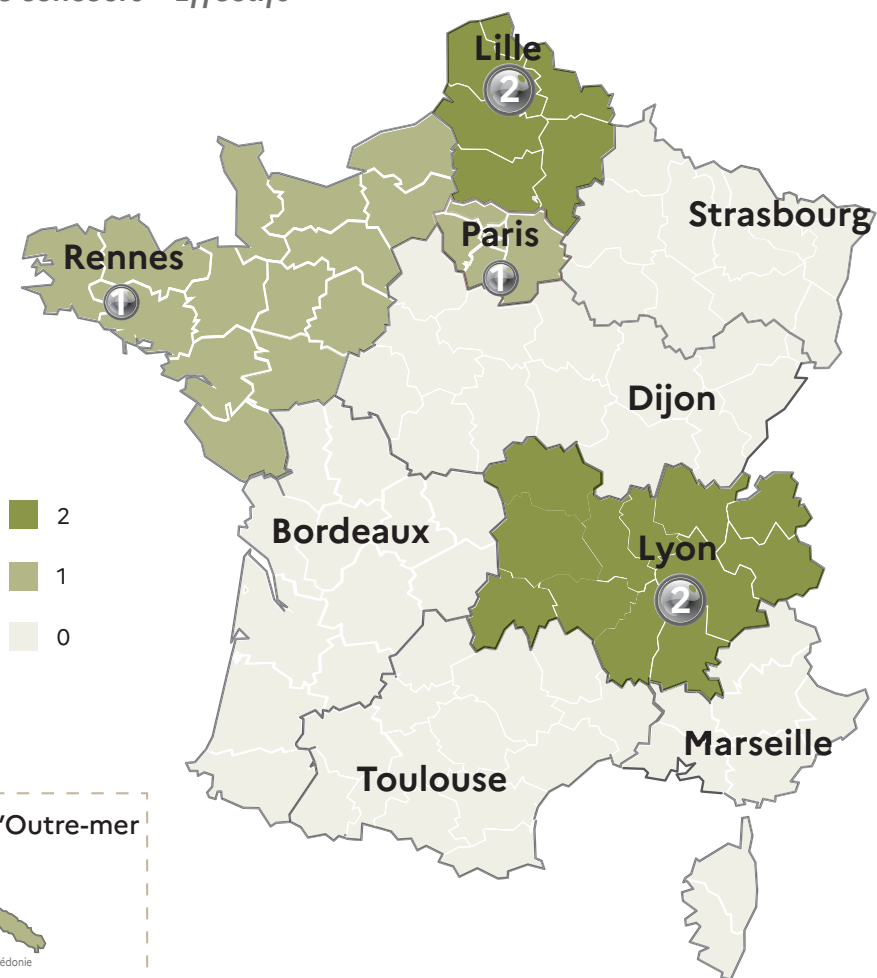 Lille
2
Strasbourg
Paris
1
Rennes
1
Dijon
2
Bordeaux
Lyon
1
2
0
Marseille
Toulouse
'Outre-mer